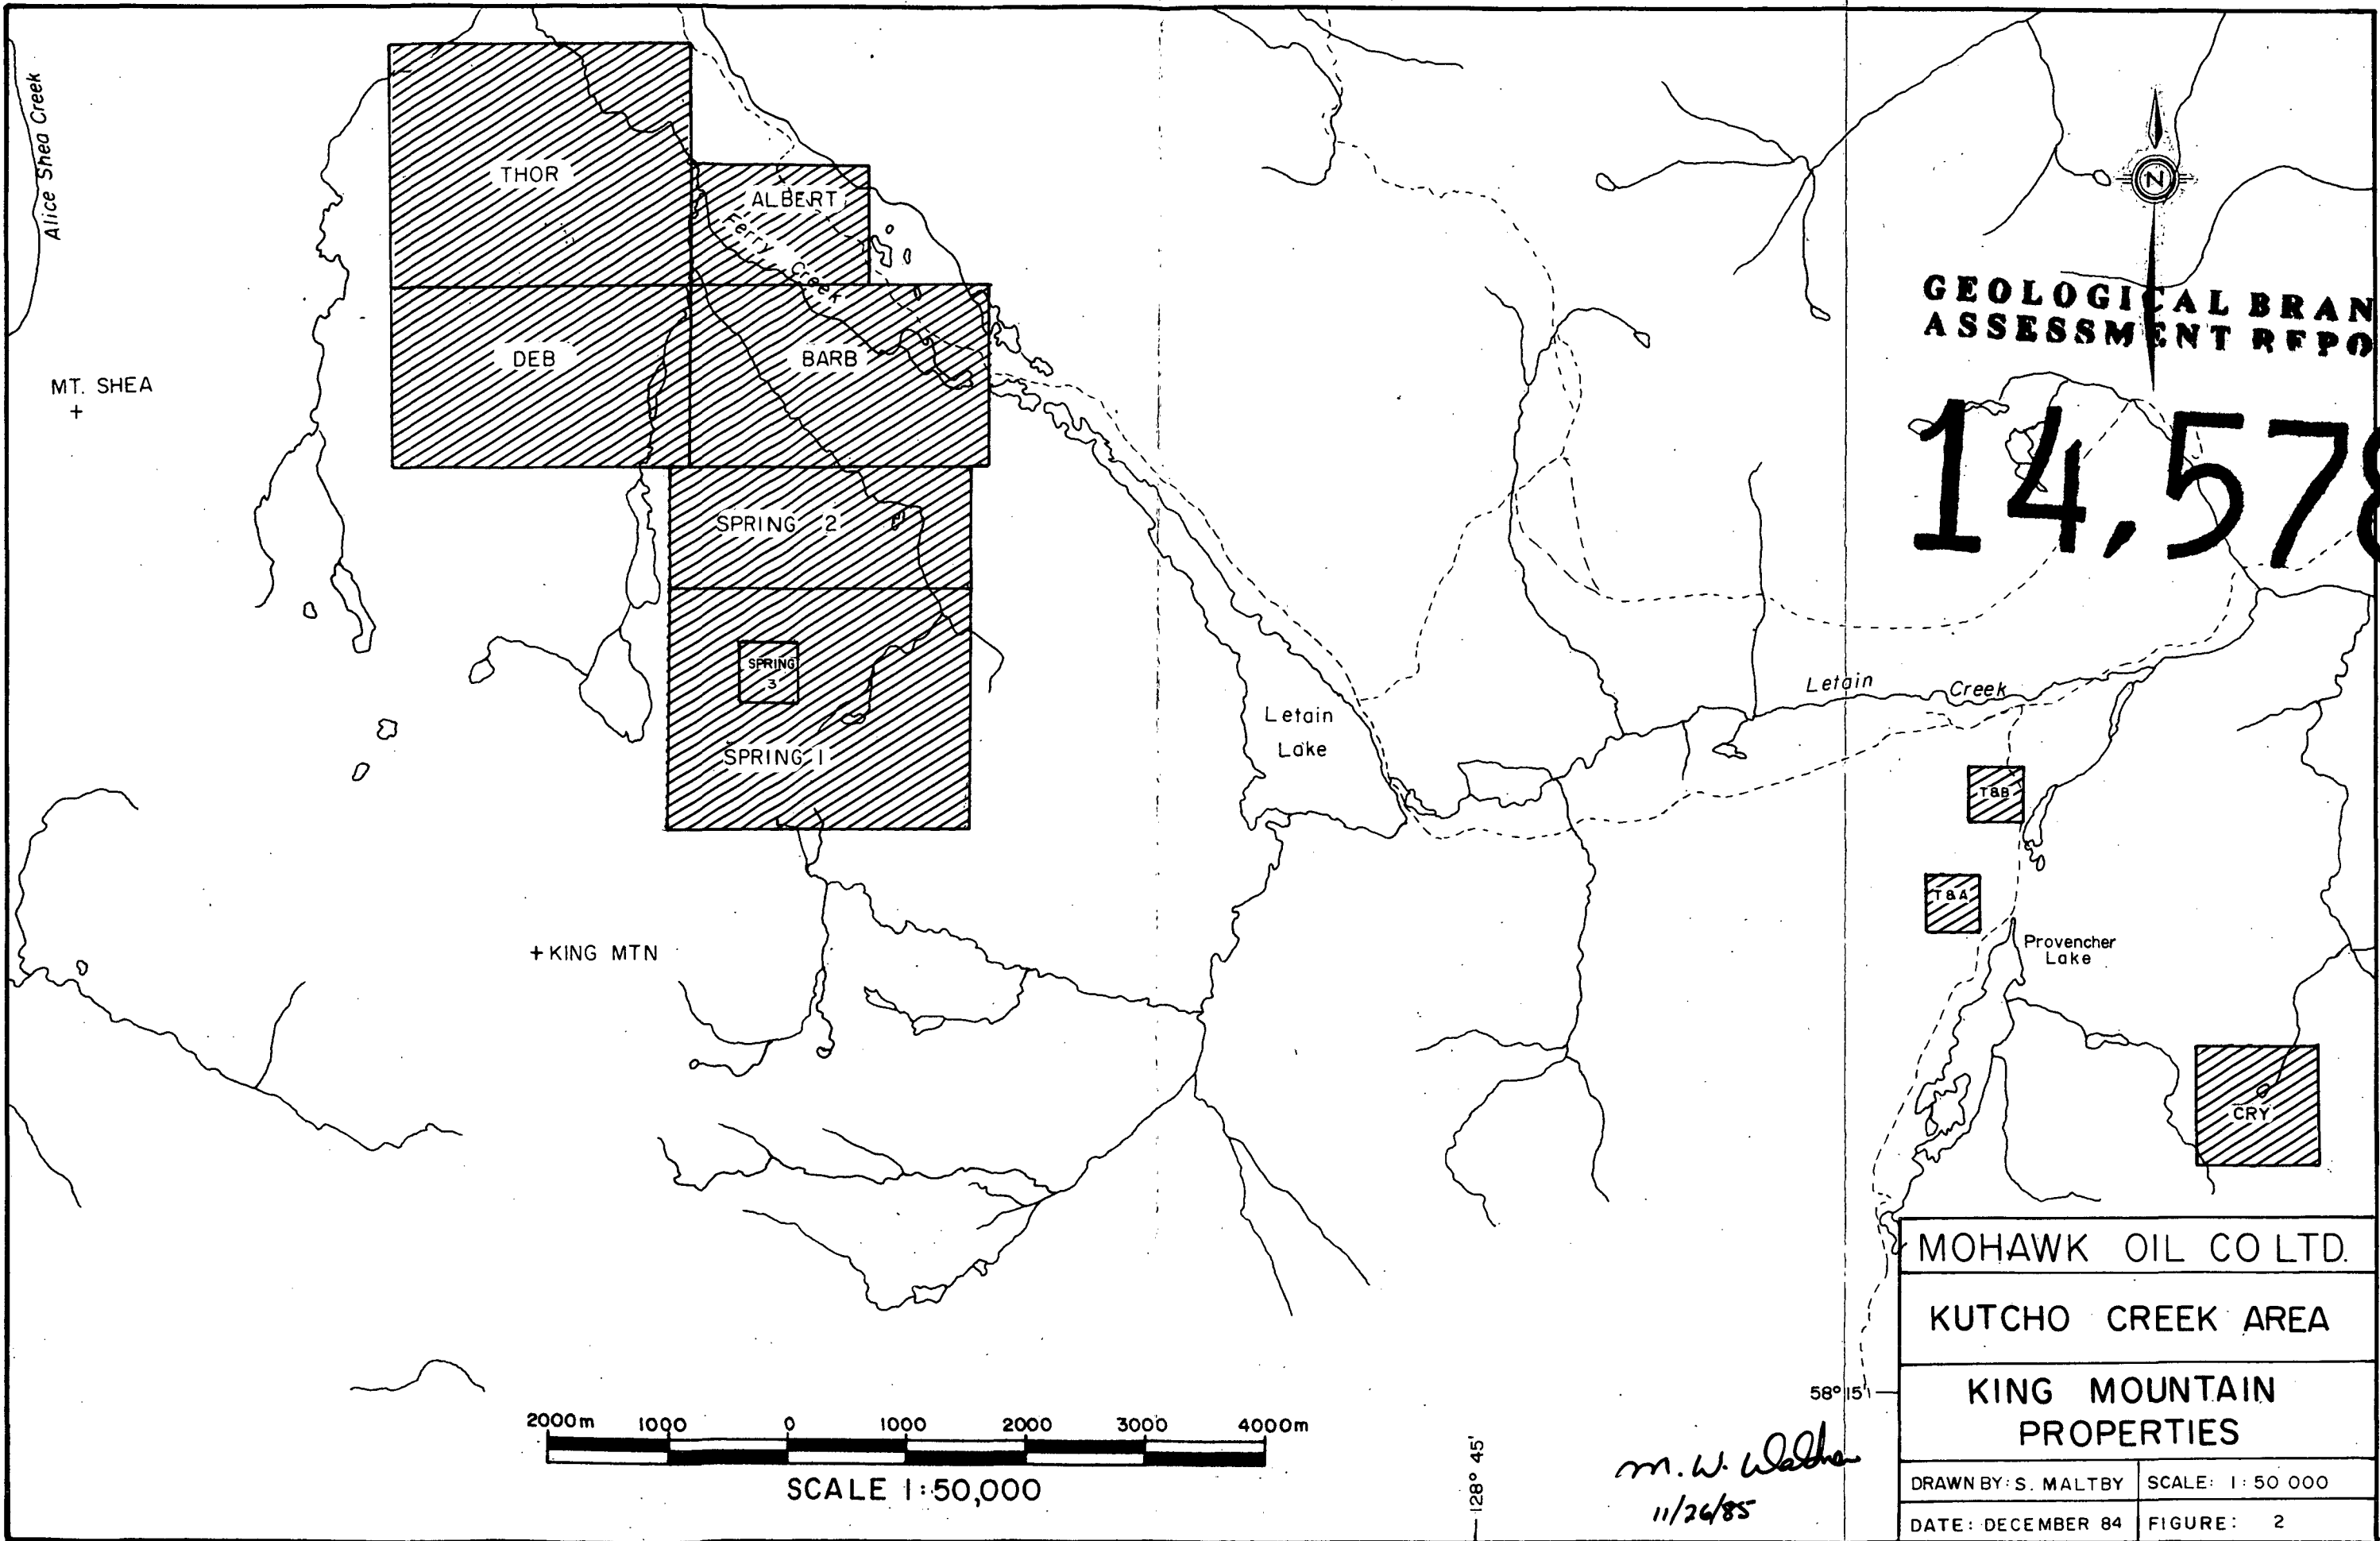 Alice Shea Creek
THOR
ALBERT
Ferry Creek
DEB
BARB
MT. SHEA
+
SPRING 2
SPRING
3
SPRING 1
Letain
Lake
Letain Creek
N
GEOLOGICAL BRAN
ASSESSMENT REPO
14,578
T&B
T&A
Provencher
Lake
+ KING MTN
CRY
2000m 1000 0 1000 2000 3000 4000m
SCALE 1:50,000
128° 45'
58° 15'
M. W. 
11/26/85
MOHAWK OIL CO LTD.
KUTCHO CREEK AREA
KING MOUNTAIN
PROPERTIES
DRAWN BY: S. MALTBY
SCALE: 1:50 000
DATE: DECEMBER 84
FIGURE: 2